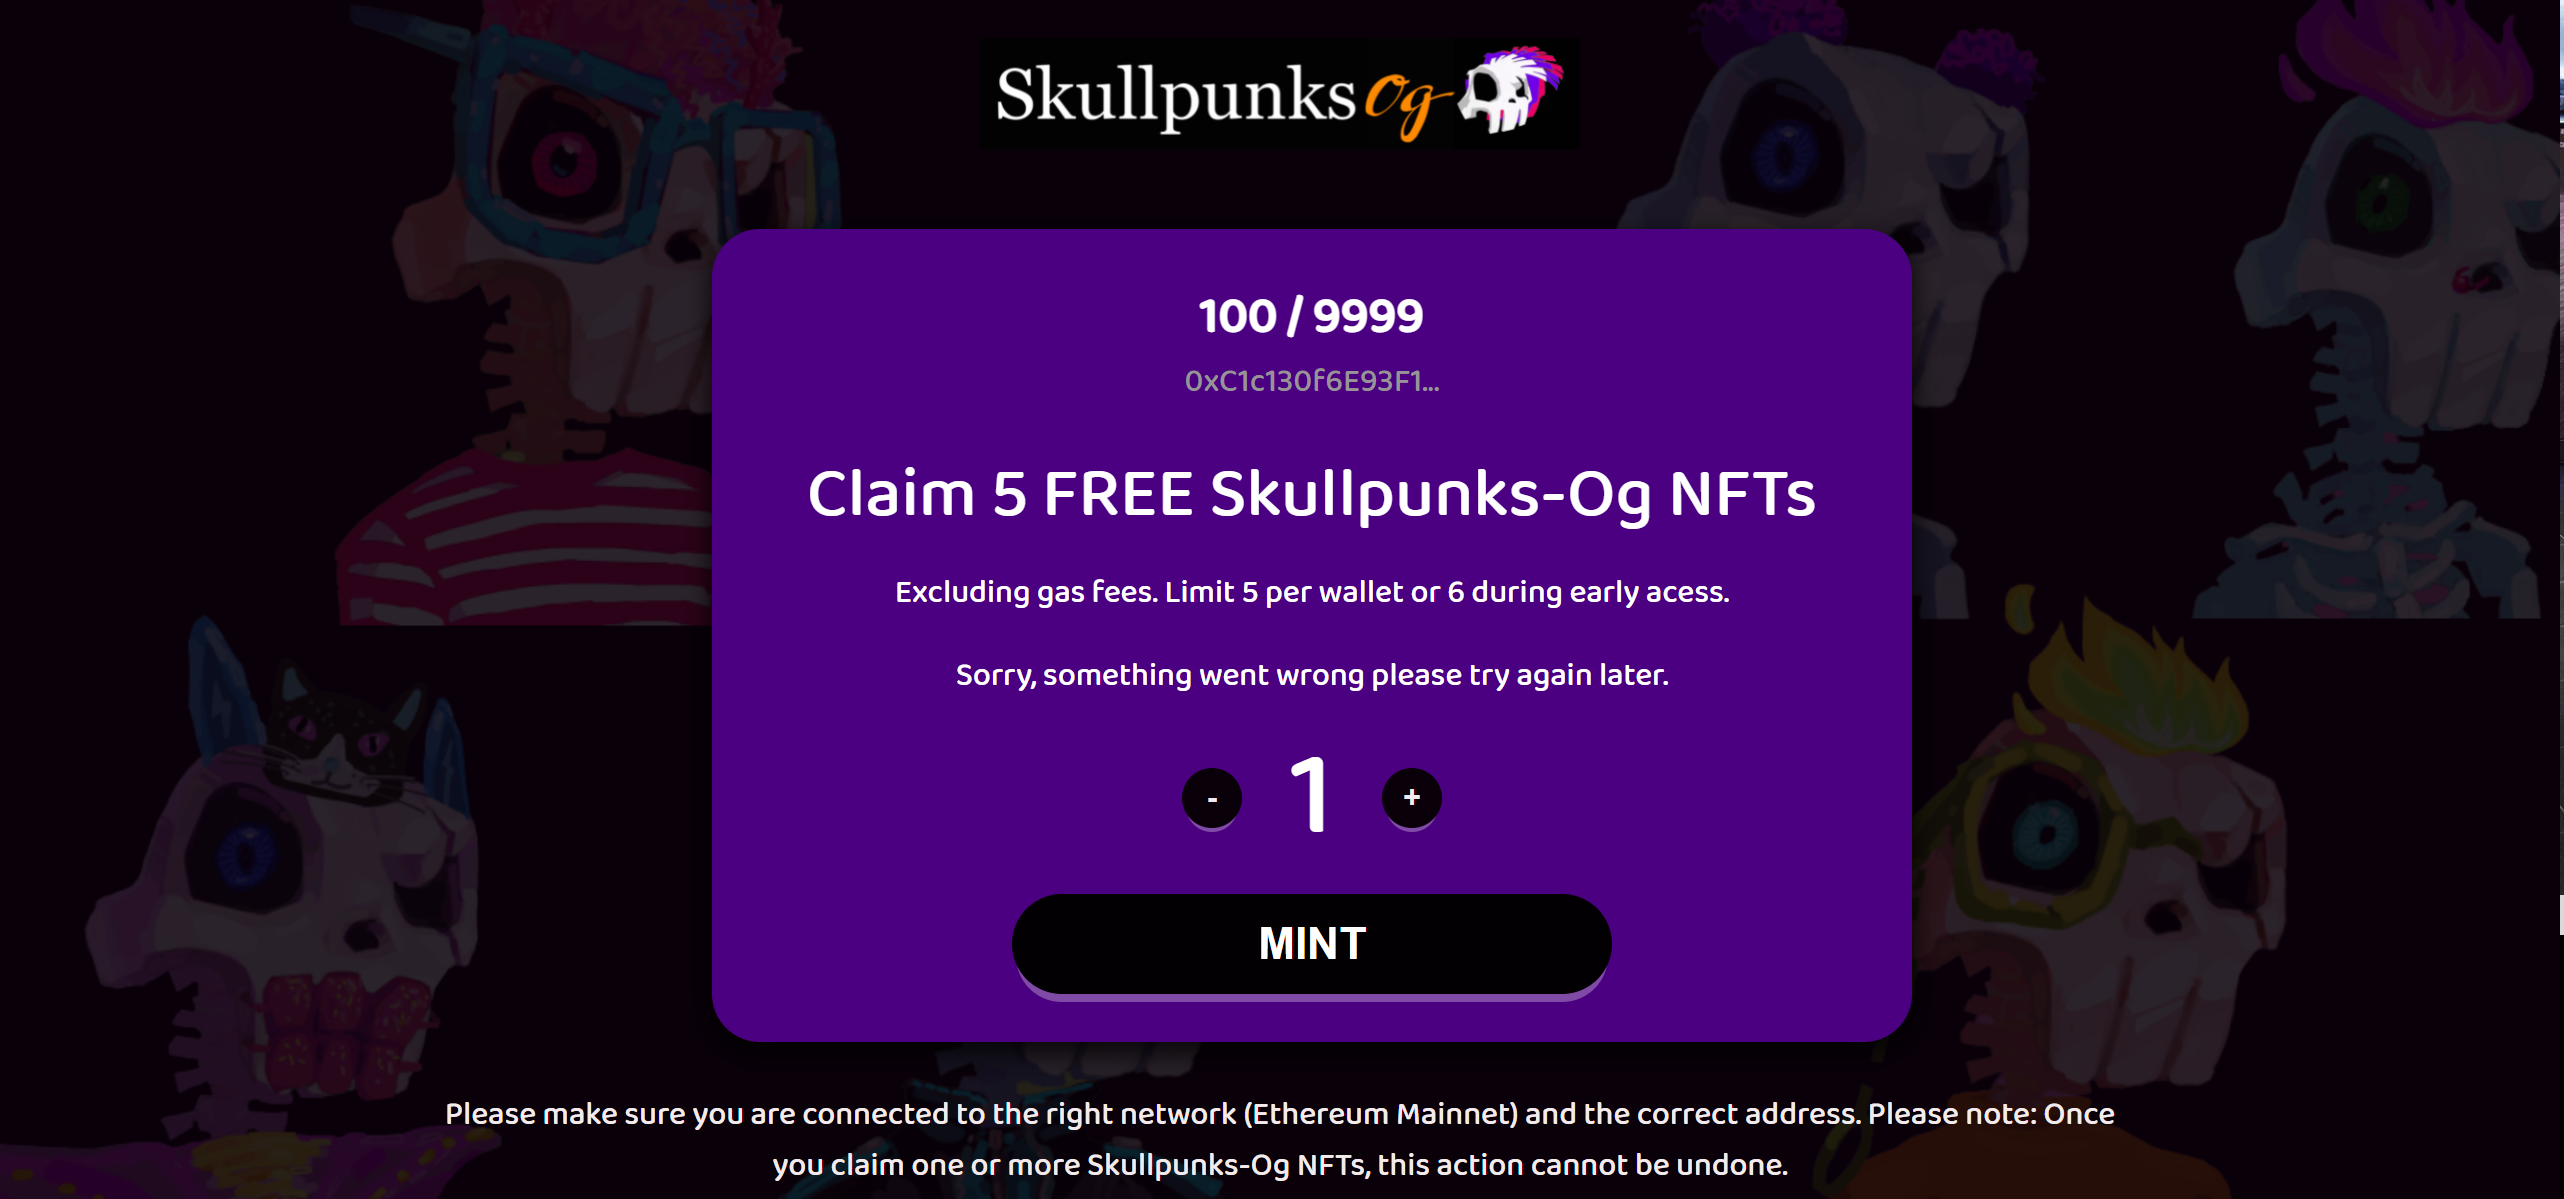 Skullpunks Og
100 / 9999
0xC1c130f6E93F1...
Claim 5 FREE Skullpunks-Og NFTs
Excluding gas fees. Limit 5 per wallet or 6 during early acess.
Sorry, something went wrong please try again later.
- 1 +
MINT
Please make sure you are connected to the right network (Ethereum Mainnet) and the correct address. Please note: Once
you claim one or more Skullpunks-Og NFTs, this action cannot be undone.